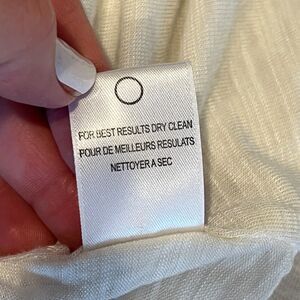 FOR BEST RESULTS DRY CLEAN
POUR DE MEILLEURS RESULATS
NETTOYER A SEC